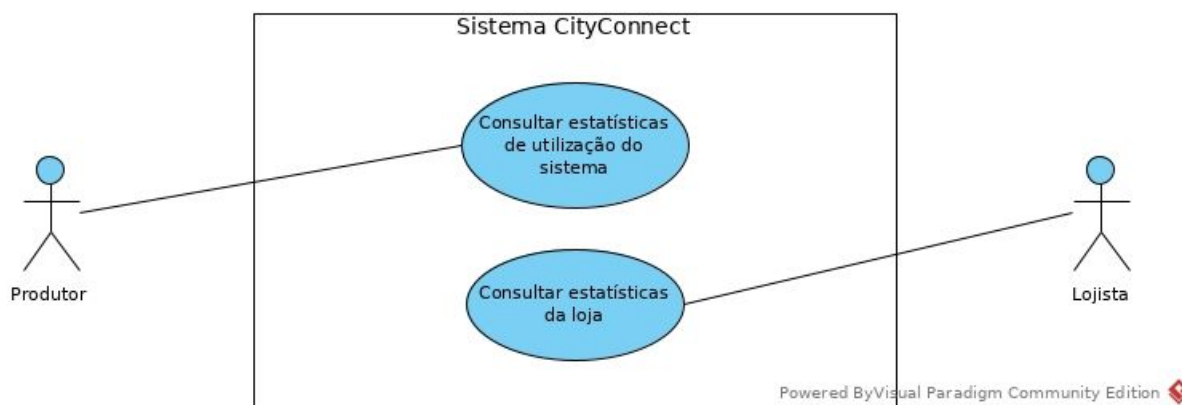 Sistema CityConnect
Consultar estatísticas
de utilização do
sistema
Produtor
Consultar estatísticas
da loja
Lojista
Powered ByVisual Paradigm Community Edition